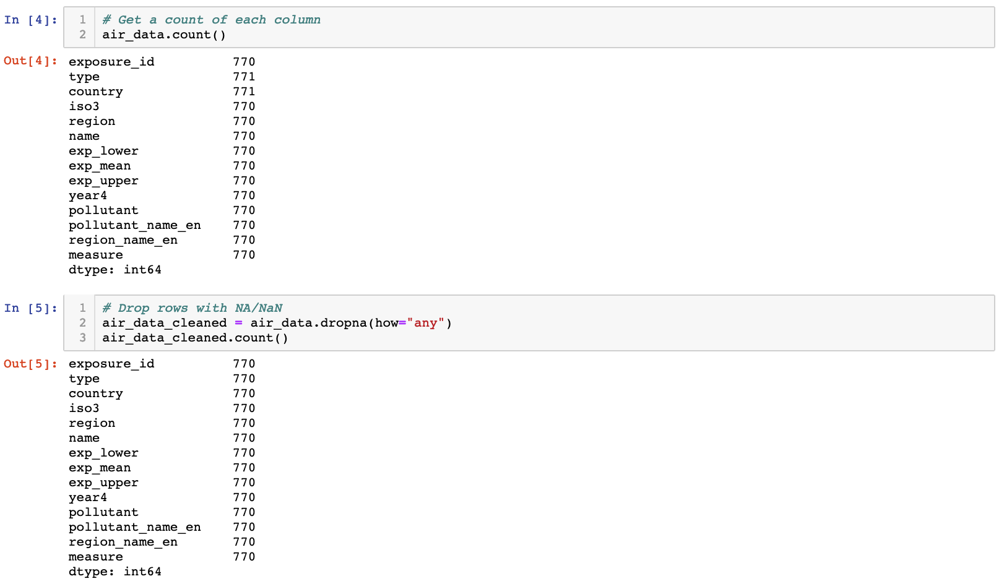 In [4]:
1 # Get a count of each column
2 air_data.count()
Out[4]:
exposure_id 770
type 771
country 771
iso3 770
region 770
name 770
exp_lower 770
exp_mean 770
exp_upper 770
year4 770
pollutant 770
pollutant_name_en 770
region_name_en 770
measure 770
dtype: int64
In [5]:
1 # Drop rows with NA/NaN
2 air_data_cleaned = air_data.dropna(how="any")
3 air_data_cleaned.count()
Out[5]:
exposure_id 770
type 770
country 770
iso3 770
region 770
name 770
exp_lower 770
exp_mean 770
exp_upper 770
year4 770
pollutant 770
pollutant_name_en 770
region_name_en 770
measure 770
dtype: int64